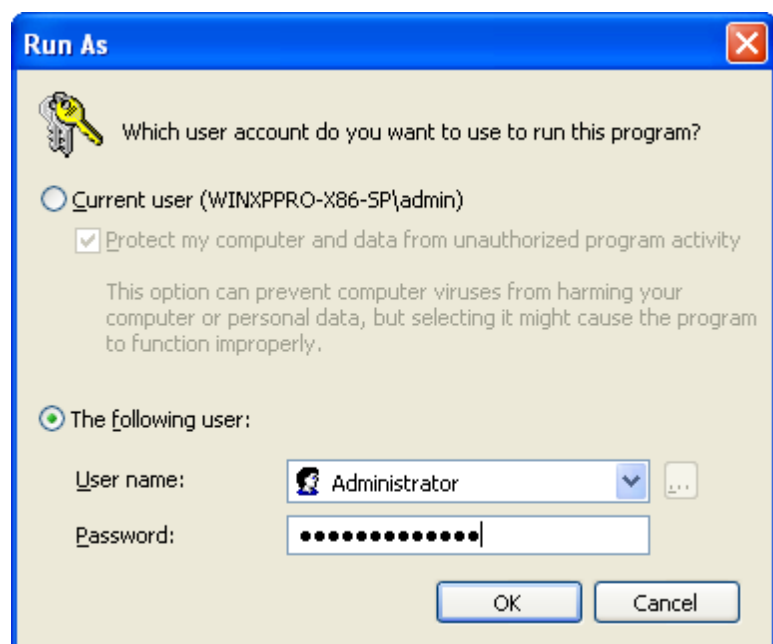 Run As
Which user account do you want to use to run this program?
Current user (WINXPPRO-X86-SP\admin)
Protect my computer and data from unauthorized program activity
This option can prevent computer viruses from harming your
computer or personal data, but selecting it might cause the program
to function improperly.
The following user:
User name: Administrator ...
Password: •••••••••••••
OK Cancel